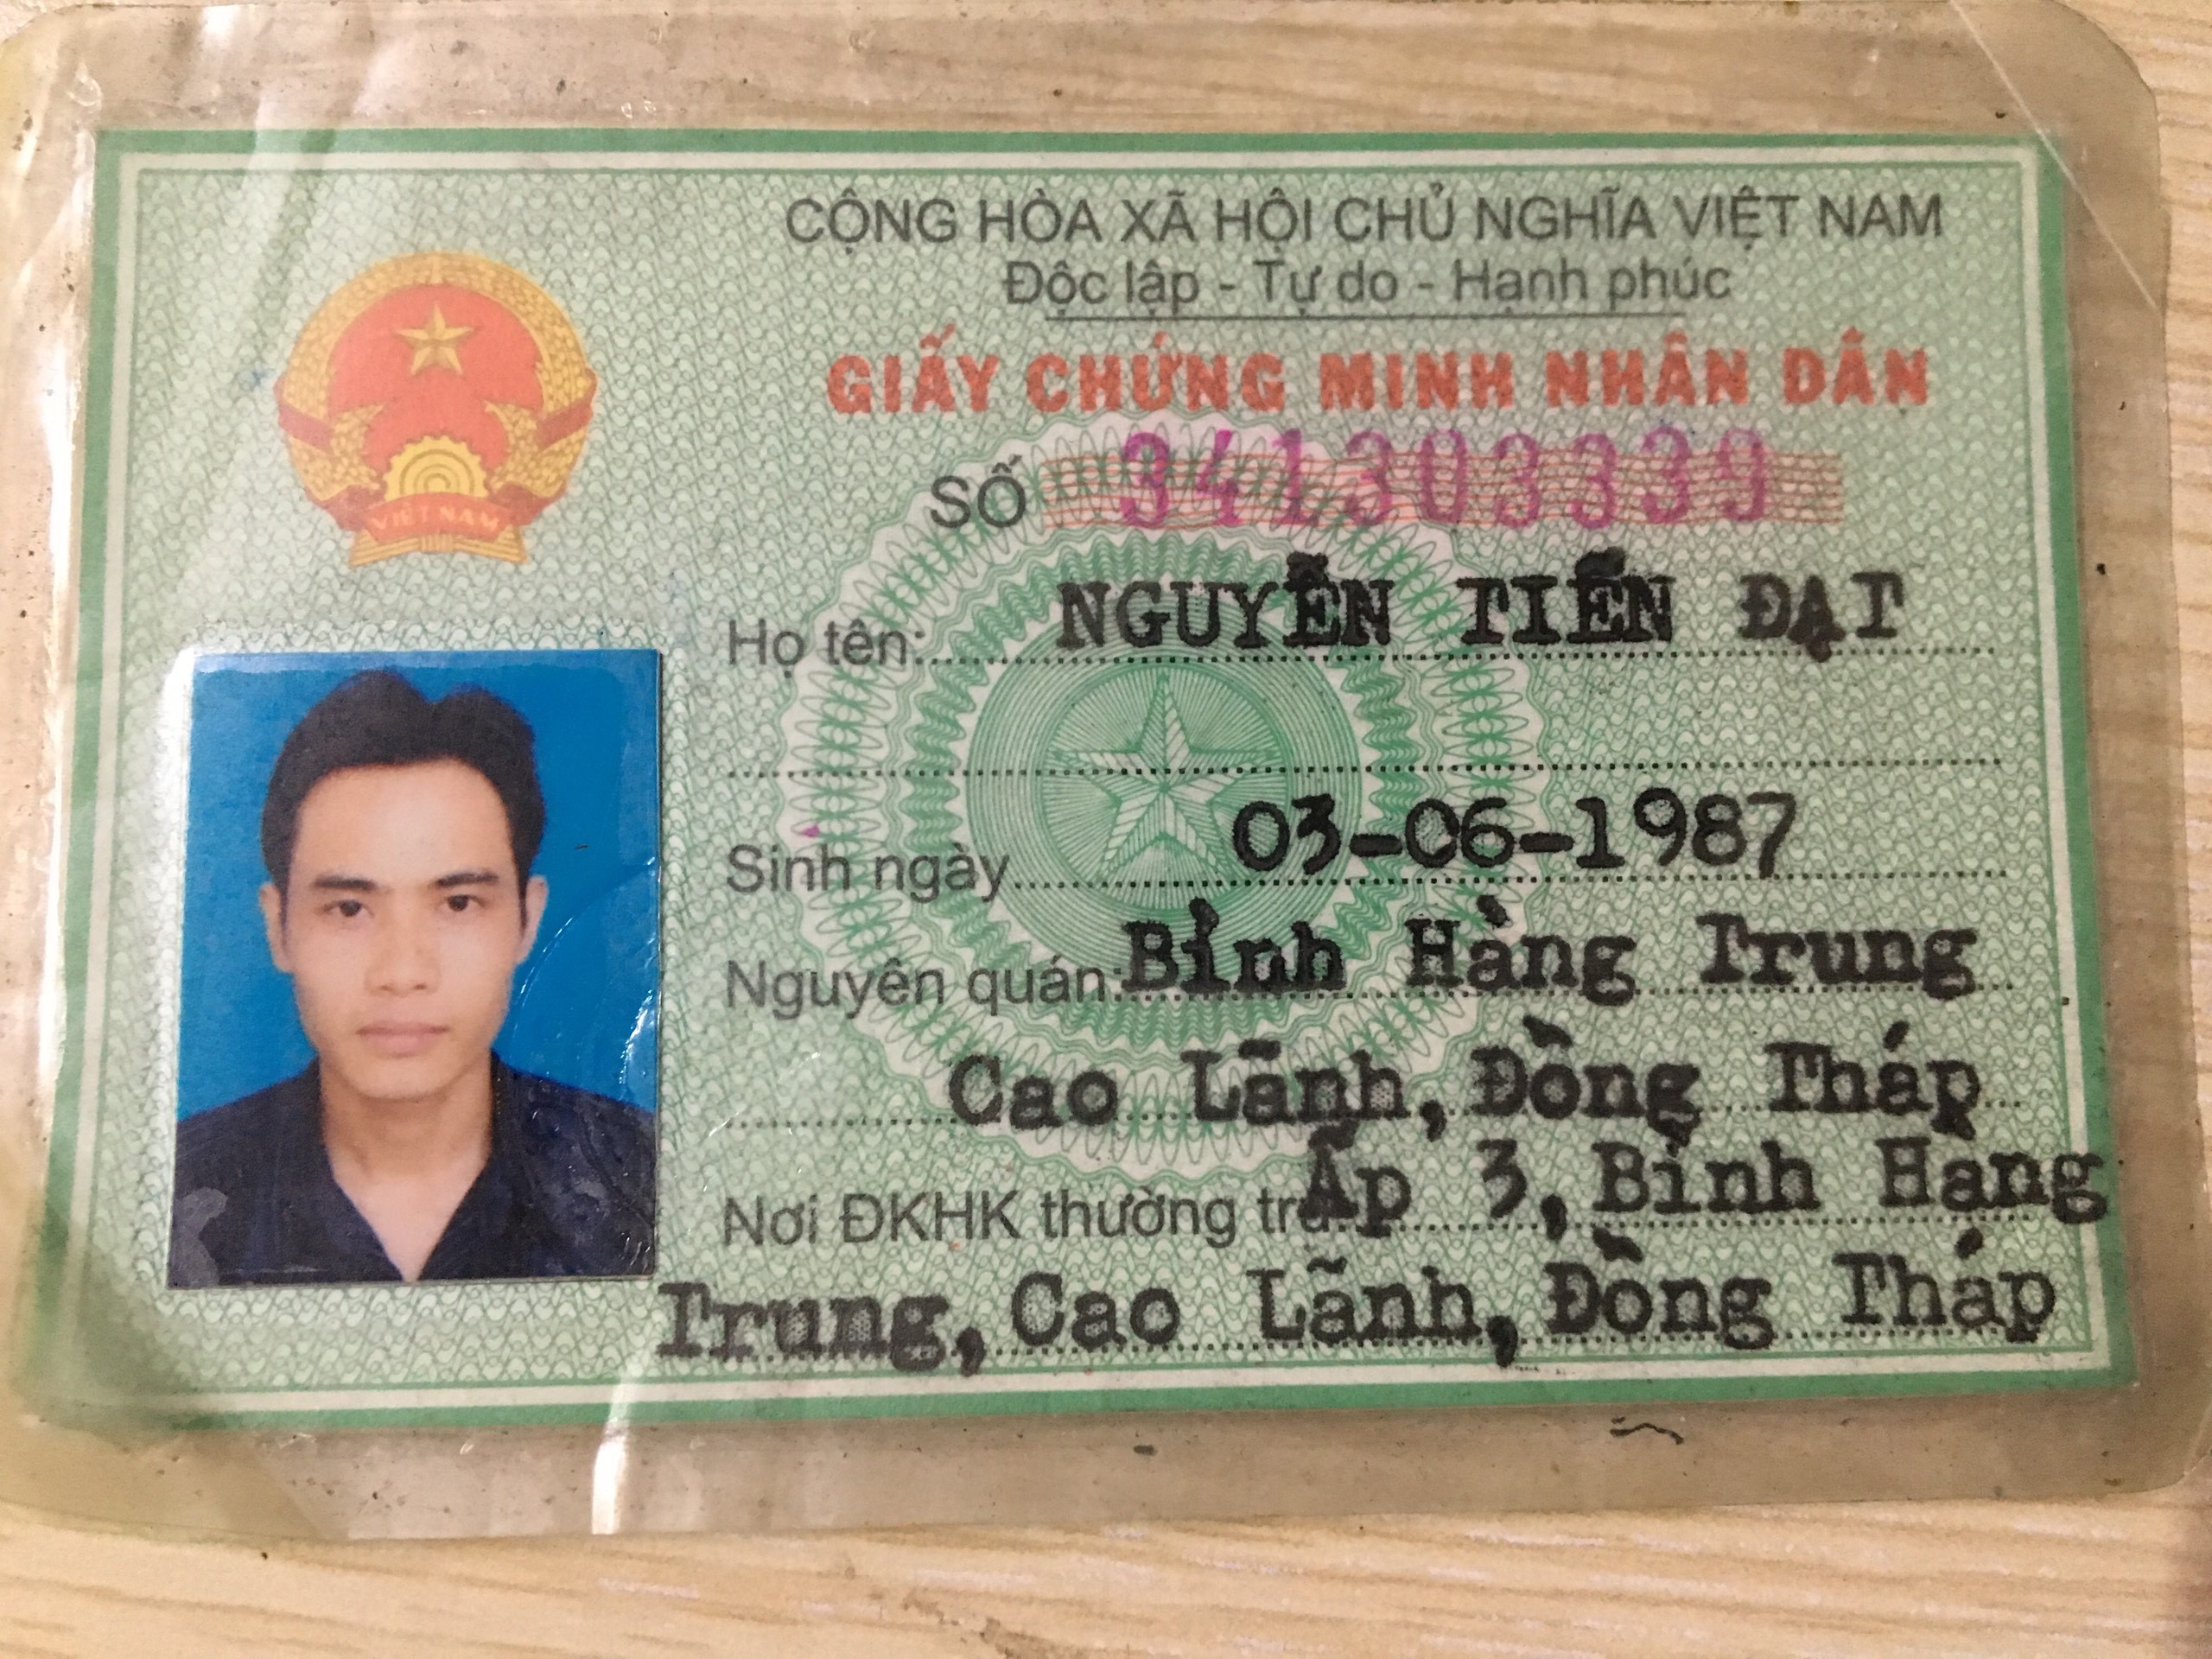 CỘNG HÒA XÃ HỘI CHỦ NGHĨA VIỆT NAM
Độc lập - Tự do - Hạnh phúc
GIẤY CHỨNG MINH NHÂN DÂN
SỐ 341303339
VIỆT NAM
Họ tên: NGUYỄN TIẾN ĐẠT
Sinh ngày 03-06-1987
Nguyên quán: Bình Hàng Trung
Cao Lãnh, Đồng Tháp
Nơi ĐKHK thường trú: Ấp 3, Bình Hàng
Trung, Cao Lãnh, Đồng Tháp